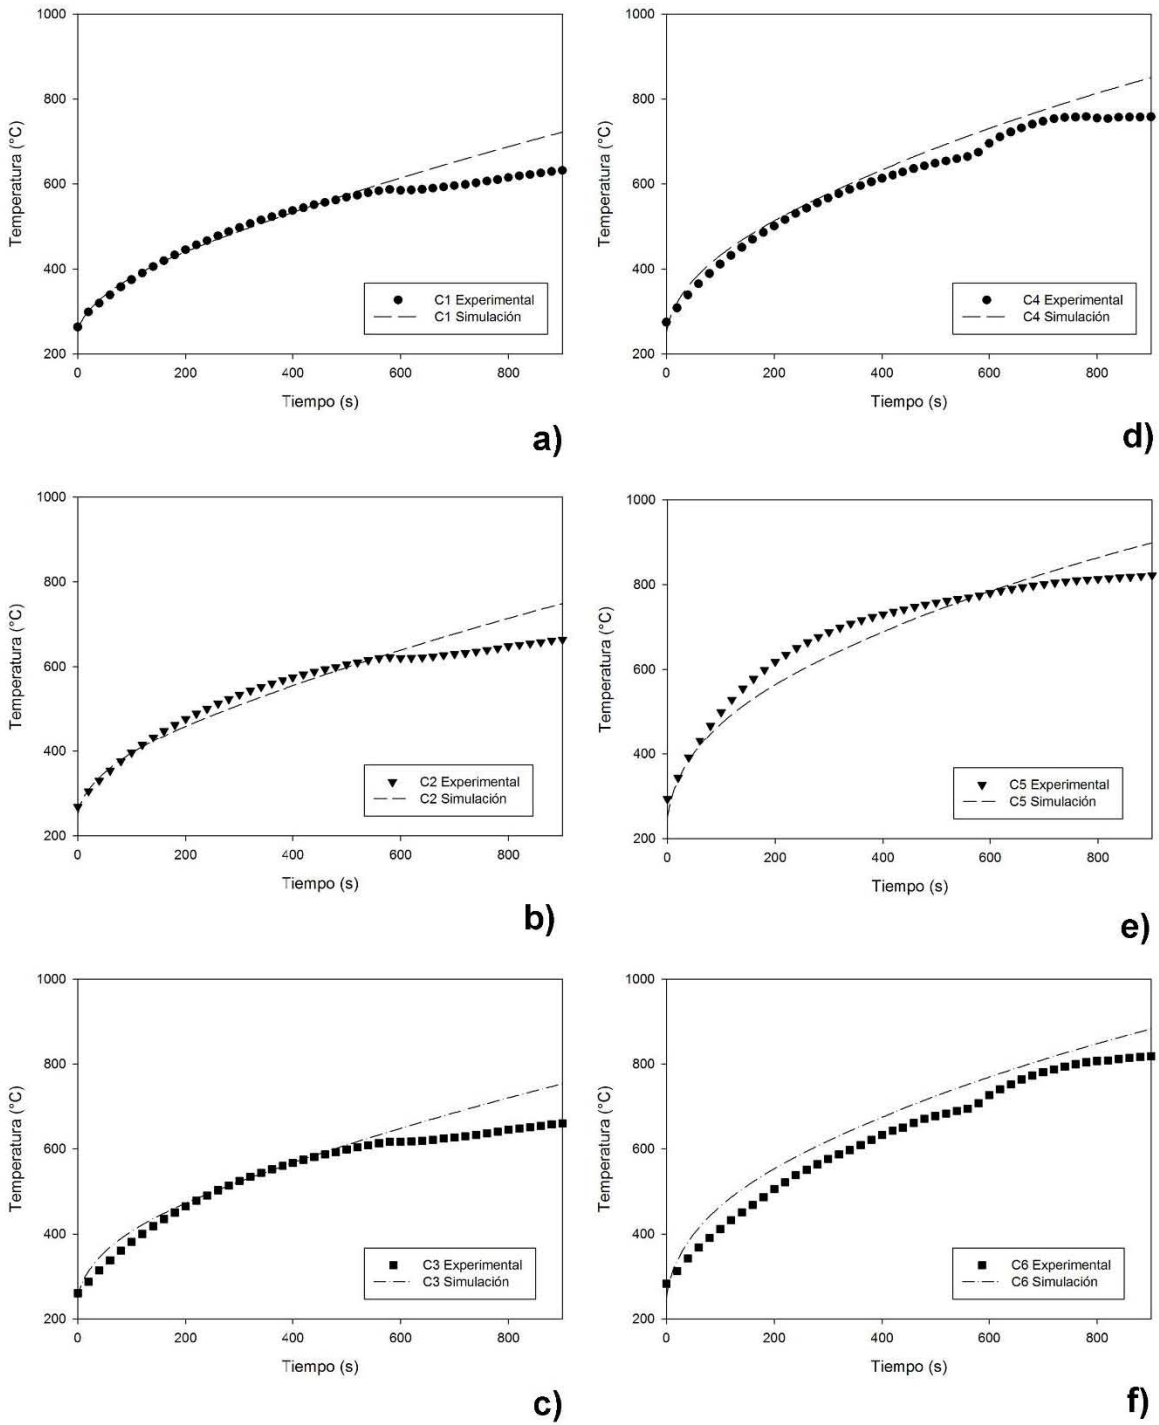 1000
800
600
400
200
Temperatura (°C)
C1 Experimental
C1 Simulación
0 200 400 600 800
Tiempo (s)
a)
1000
800
600
400
200
Temperatura (°C)
C4 Experimental
C4 Simulación
0 200 400 600 800
Tiempo (s)
d)
1000
800
600
400
200
Temperatura (°C)
C2 Experimental
C2 Simulación
0 200 400 600 800
Tiempo (s)
b)
1000
800
600
400
200
Temperatura (°C)
C5 Experimental
C5 Simulación
0 200 400 600 800
Tiempo (s)
e)
1000
800
600
400
200
Temperatura (°C)
C3 Experimental
C3 Simulación
0 200 400 600 800
Tiempo (s)
c)
1000
800
600
400
200
Temperatura (°C)
C6 Experimental
C6 Simulación
0 200 400 600 800
Tiempo (s)
f)